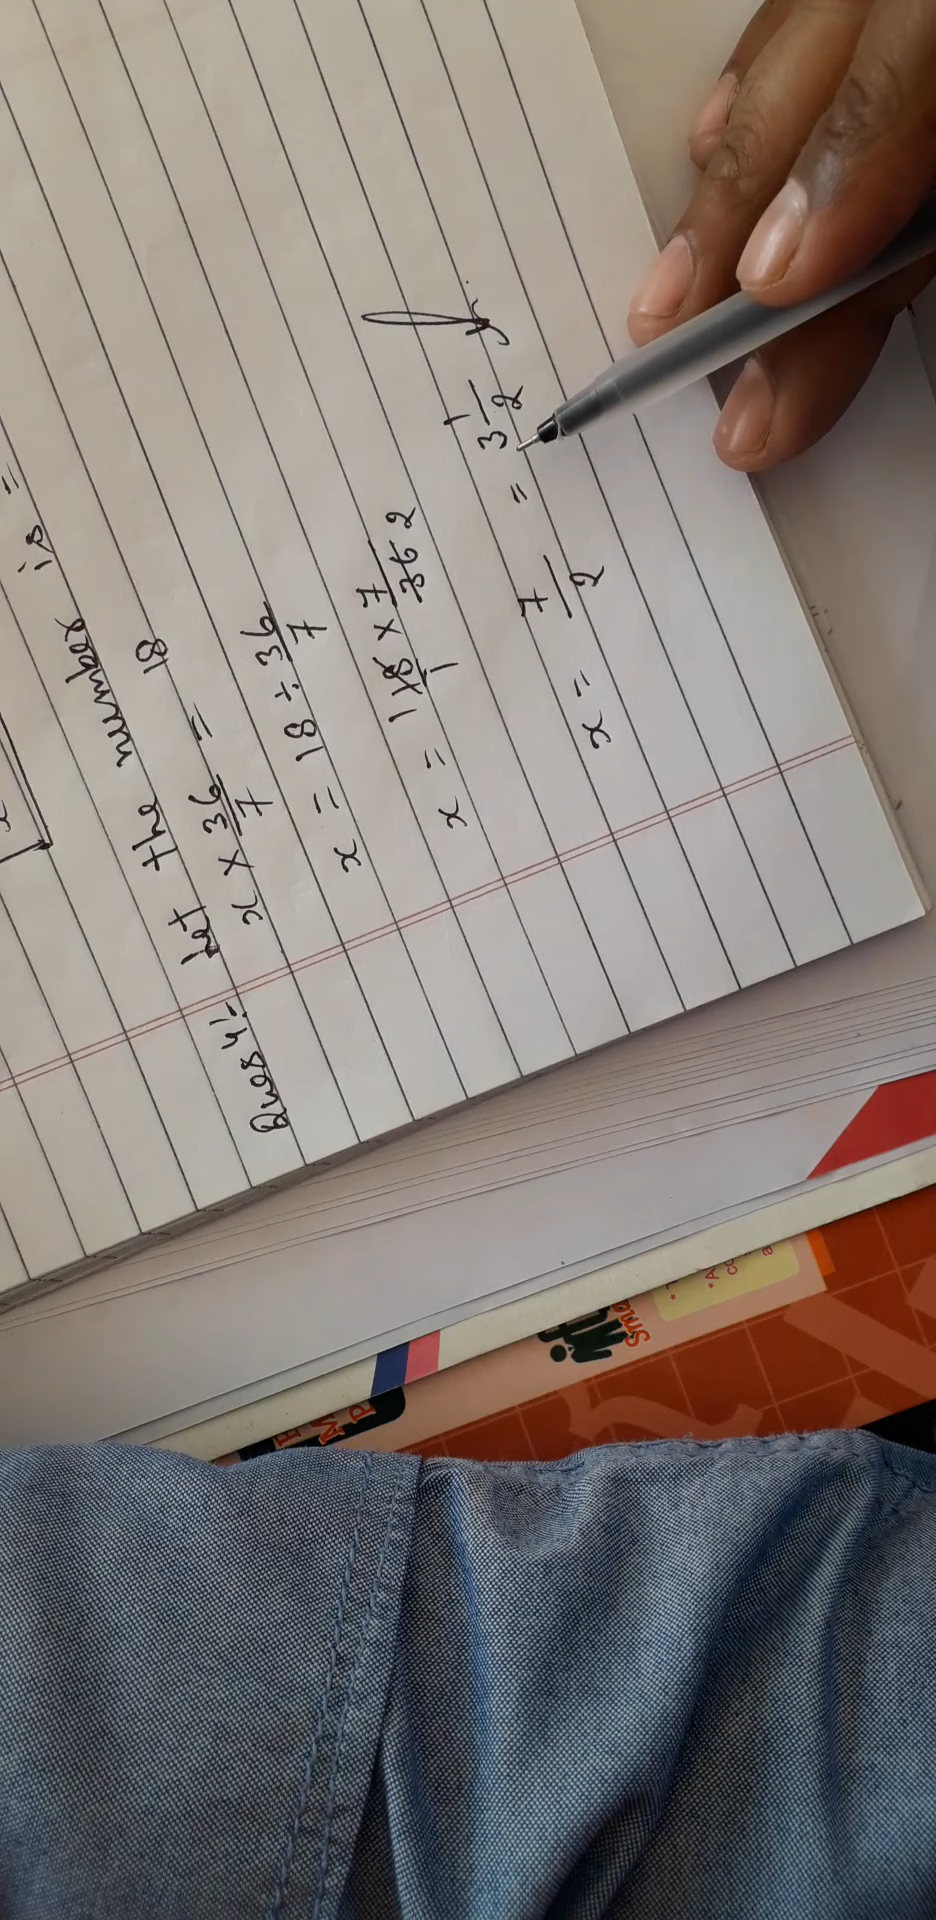 Ques 4:- Let the number is =
x × 36/7 = 18
x = 18 ÷ 36/7
x = 1 18/1 × 7/36 2
x = 7/2 = 3 1/2